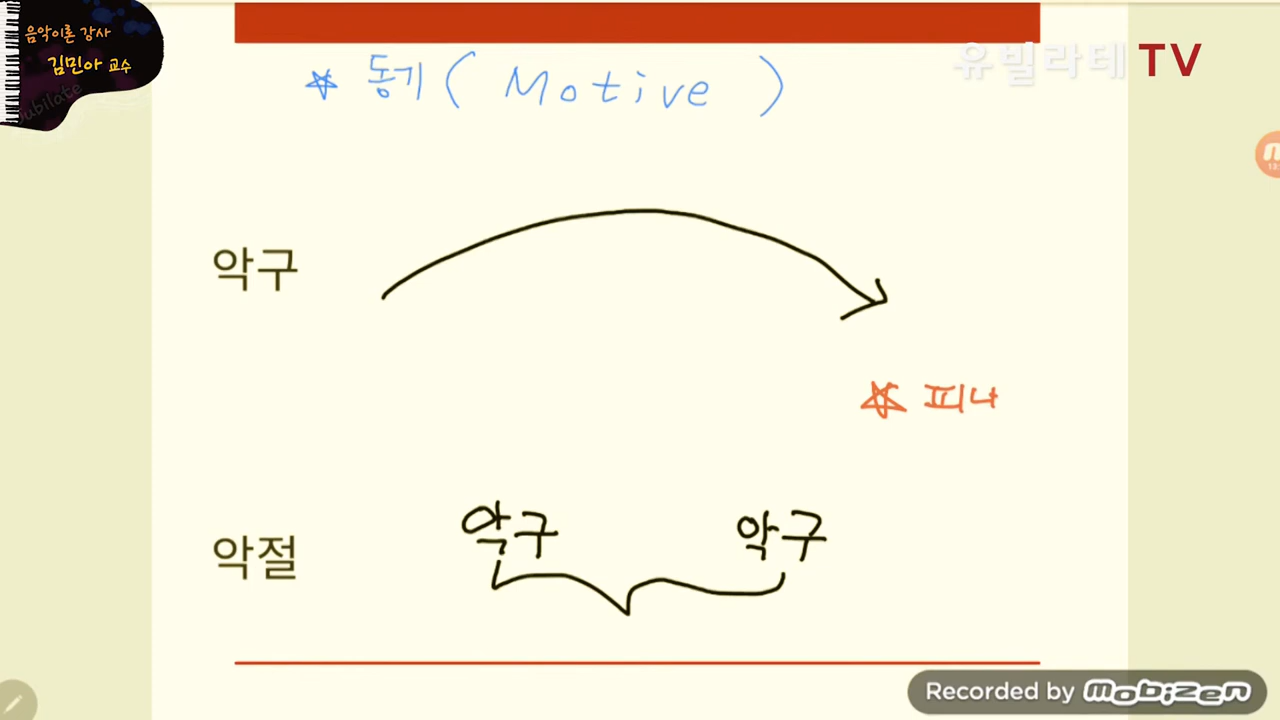 음악이론 강사
김민아 교수
Jubilate
유빌라테 TV
☆ 동기 ( Motive )
악구
☆ 피나
악구 악구
악절
Recorded by Mobizen